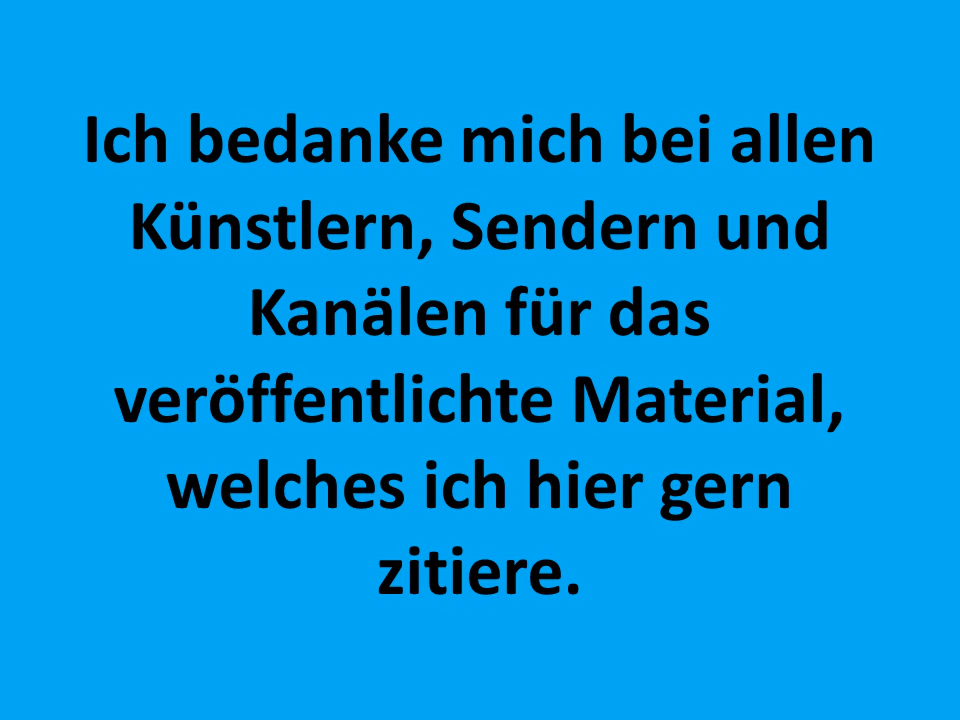 Ich bedanke mich bei allen
Künstlern, Sendern und
Kanälen für das
veröffentlichte Material,
welches ich hier gern
zitiere.